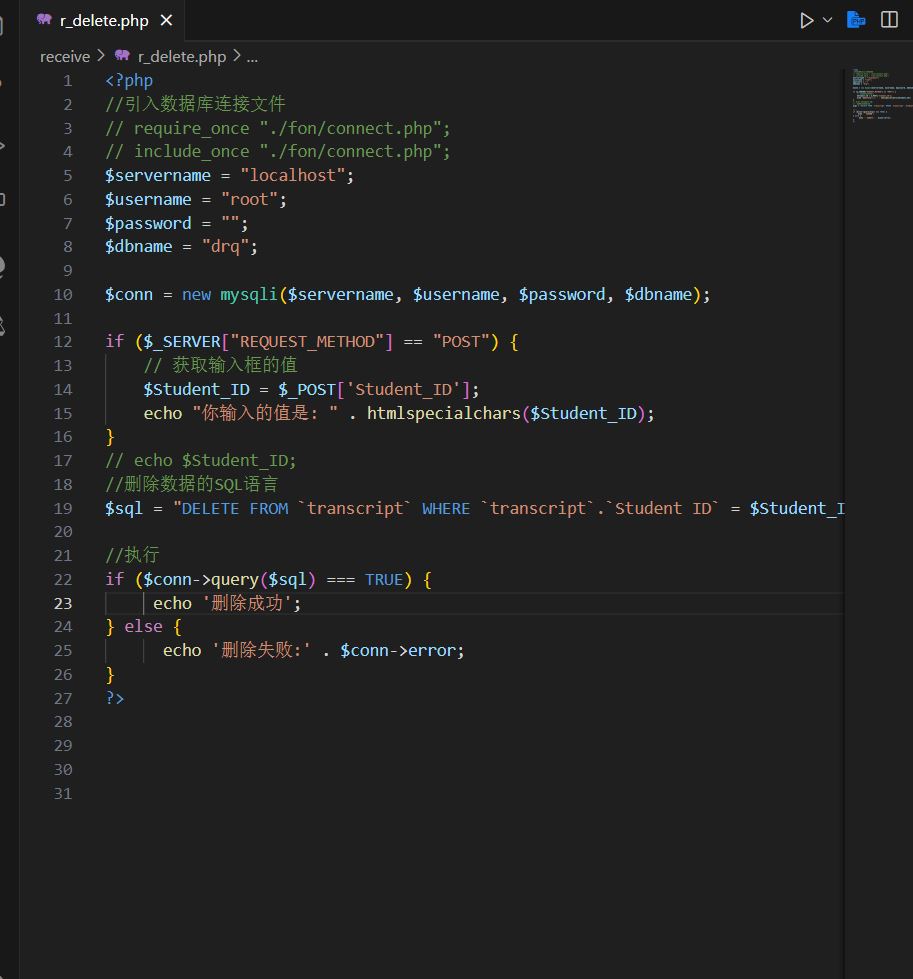 r_delete.php
receive > r_delete.php > ...
1 <?php
2 //引入数据库连接文件
3 // require_once "./fon/connect.php";
4 // include_once "./fon/connect.php";
5 $servername = "localhost";
6 $username = "root";
7 $password = "";
8 $dbname = "drq";
9
10 $conn = new mysqli($servername, $username, $password, $dbname);
11
12 if ($_SERVER["REQUEST_METHOD"] == "POST") {
13 // 获取输入框的值
14 $Student_ID = $_POST['Student_ID'];
15 echo "你输入的值是: " . htmlspecialchars($Student_ID);
16 }
17 // echo $Student_ID;
18 //删除数据的SQL语言
19 $sql = "DELETE FROM `transcript` WHERE `transcript`.`Student ID` = $Student_I
20
21 //执行
22 if ($conn->query($sql) === TRUE) {
23 echo '删除成功';
24 } else {
25 echo '删除失败:' . $conn->error;
26 }
27 ?>
28
29
30
31